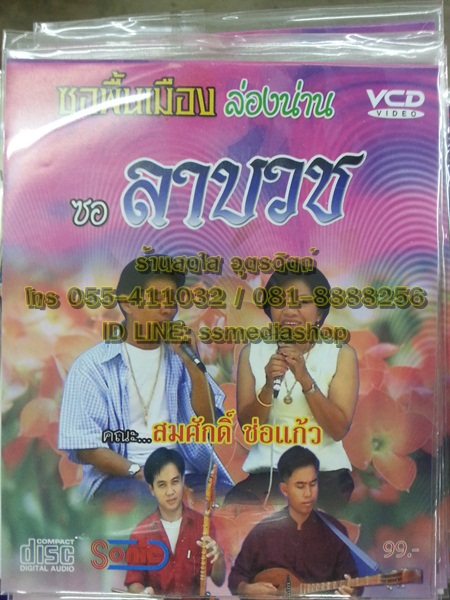 ซอพื้นเมือง ล่องน่าน
VCD
VIDEO
ซอ ลาบวช
ร้านสดใส อุตรดิตถ์
โทร 055-411032 / 081-8888256
ID LINE: ssmediashop
คณะ... สมศักดิ์ ช่อแก้ว
COMPACT
disc
DIGITAL AUDIO
Sonic
99.-